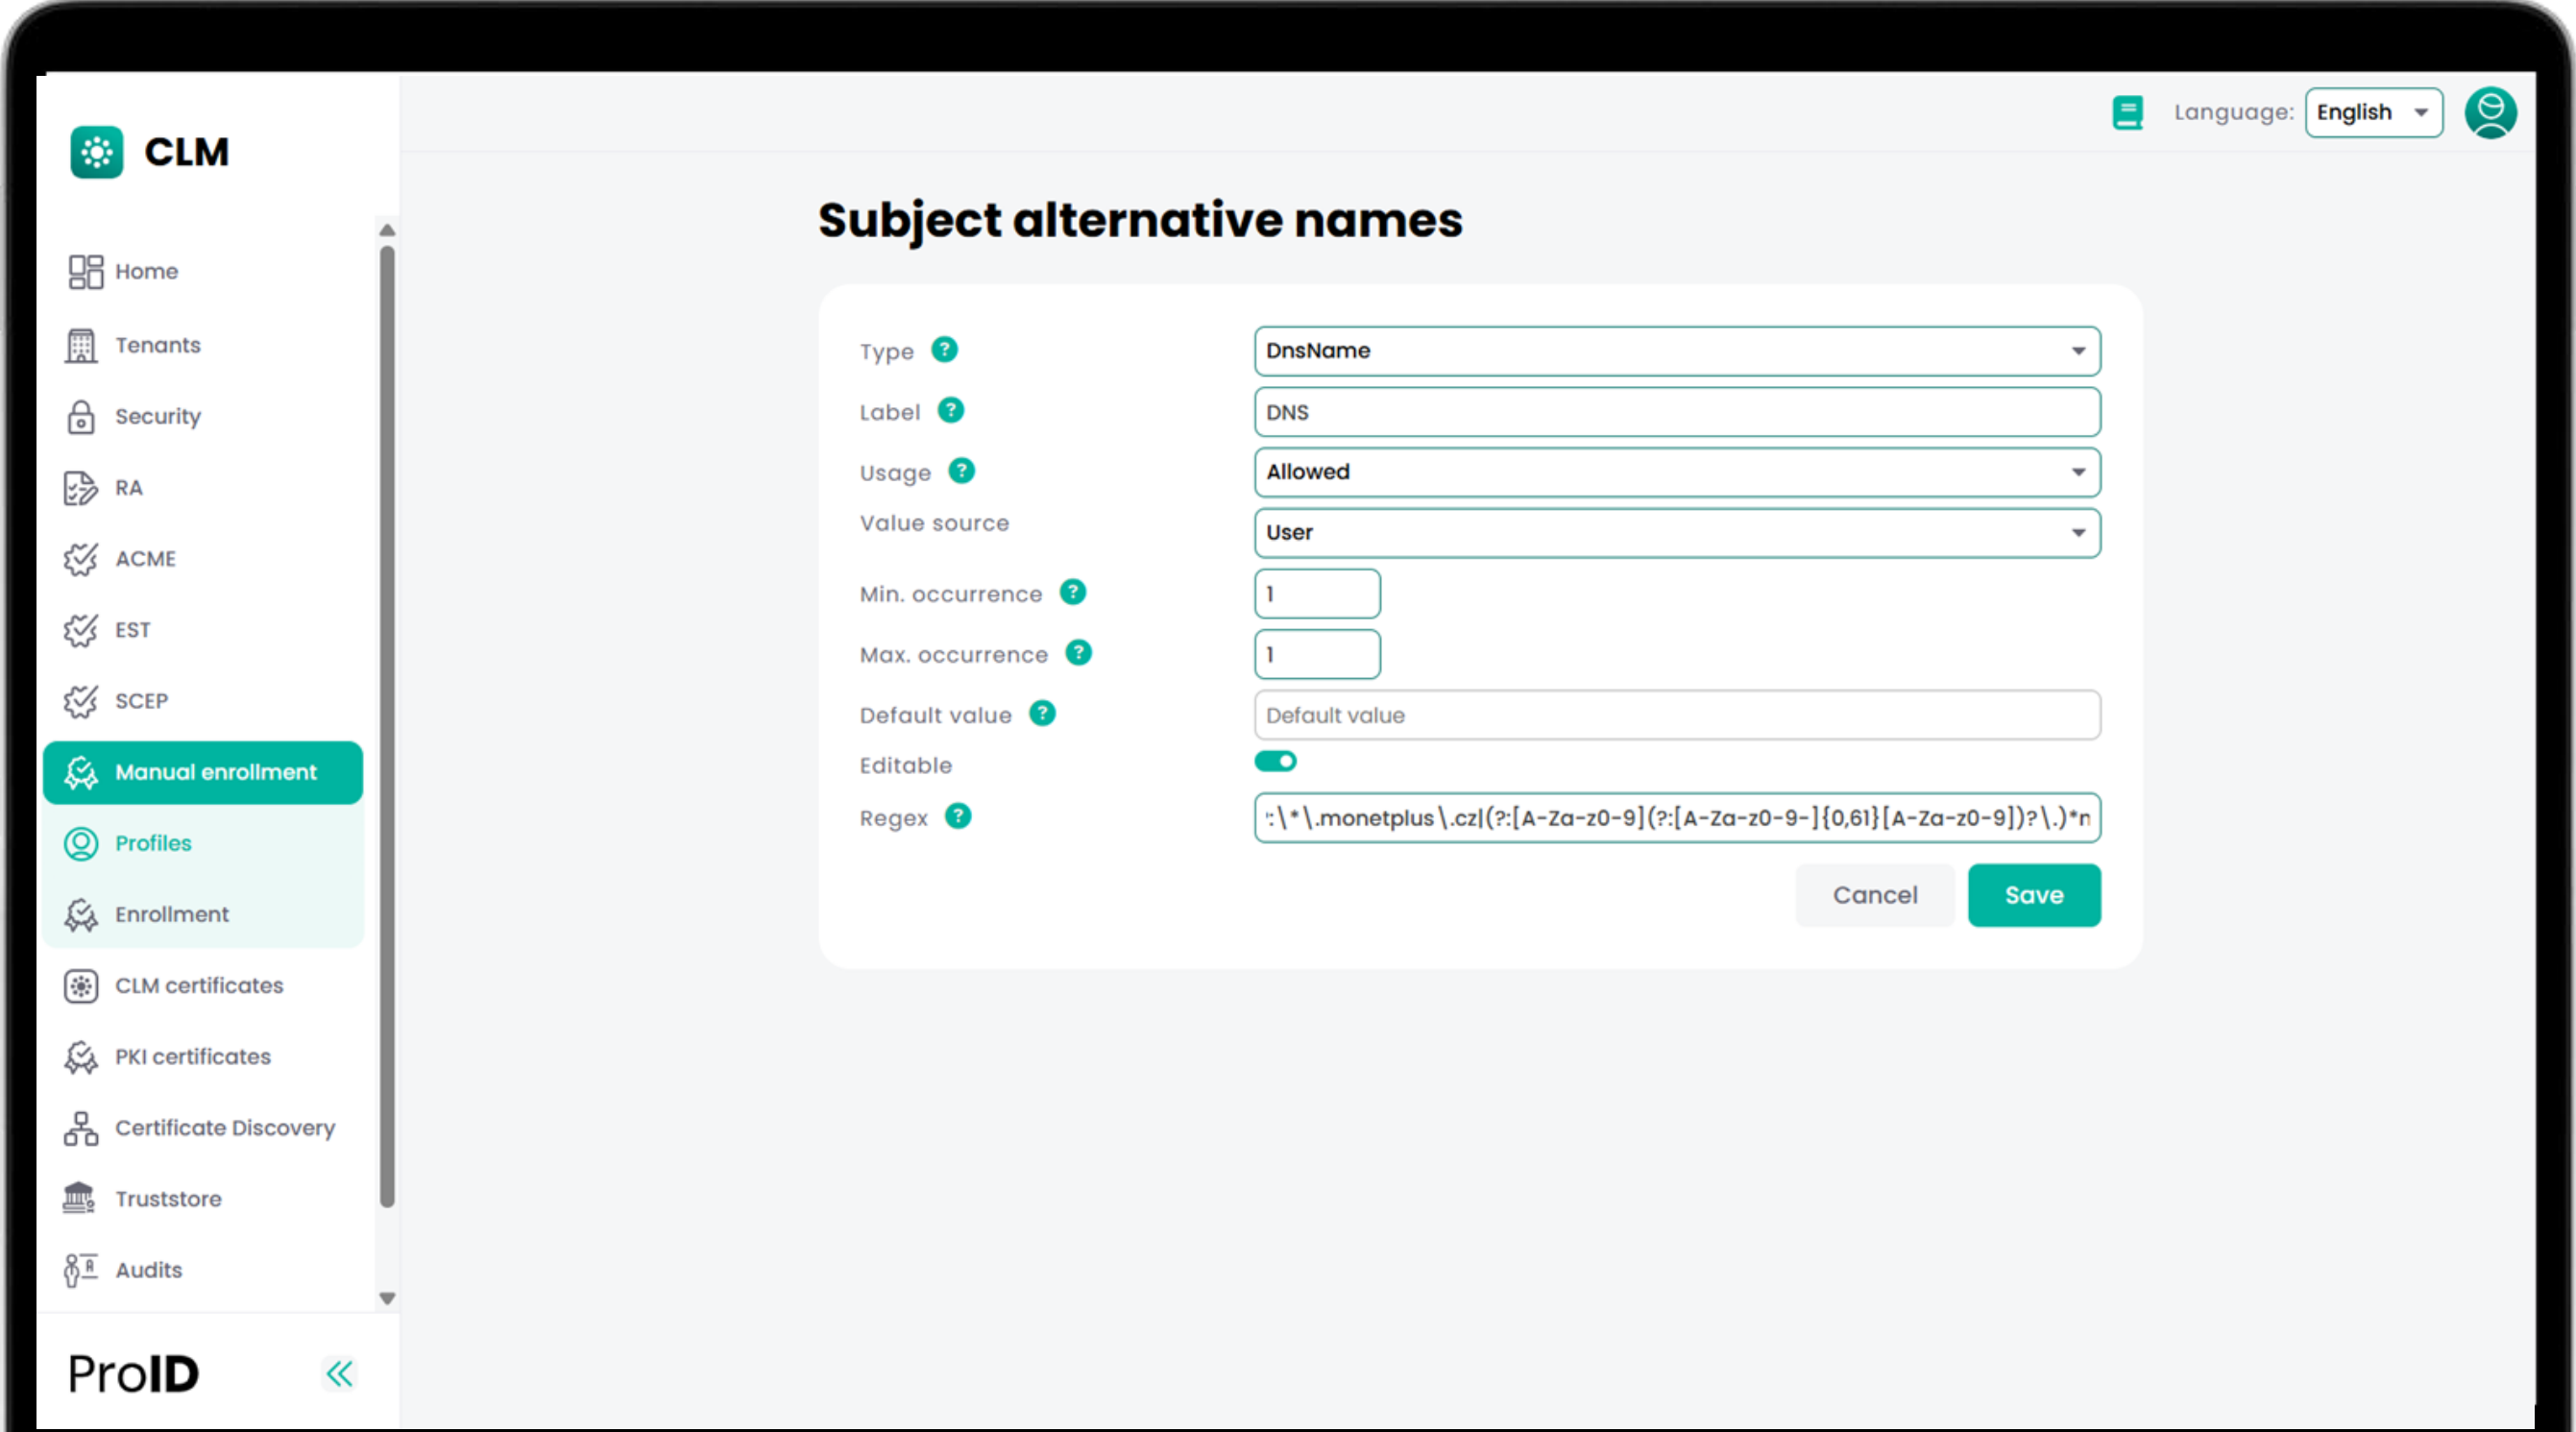 CLM
Language: English
Home
Tenants
Security
RA
ACME
EST
SCEP
Manual enrollment
Profiles
Enrollment
CLM certificates
PKI certificates
Certificate Discovery
Truststore
Audits
ProID
Subject alternative names
Type ? DnsName
Label ? DNS
Usage ? Allowed
Value source User
Min. occurrence ? 1
Max. occurrence ? 1
Default value ? Default value
Editable
Regex ? :\*\.monetplus\.cz|(?:[A-Za-z0-9](?:[A-Za-z0-9-]{0,61}[A-Za-z0-9])?\.)*n
Cancel Save